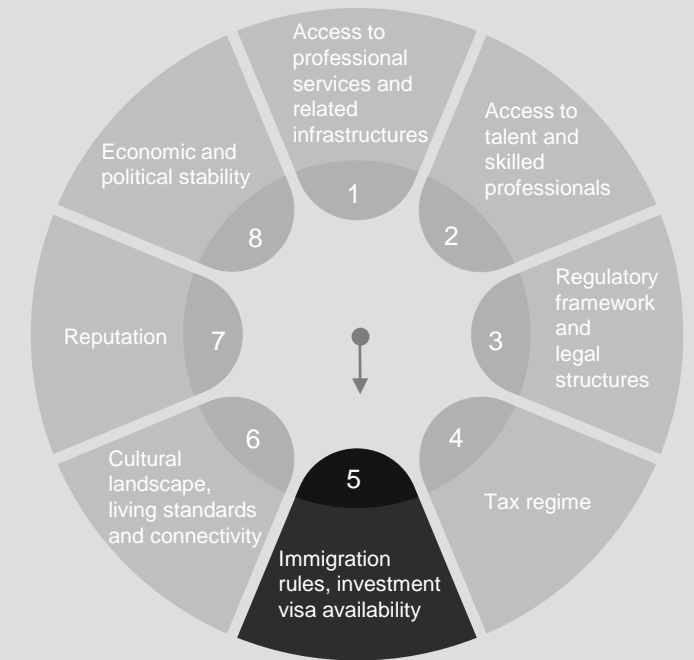 Access to
professional
services and
related
infrastructures
1
Access to
talent and
skilled
professionals
2
Regulatory
framework
and
legal
structures
3
Tax regime
4
Immigration
rules, investment
visa availability
5
Cultural
landscape,
living standards
and connectivity
6
Reputation
7
Economic and
political stability
8